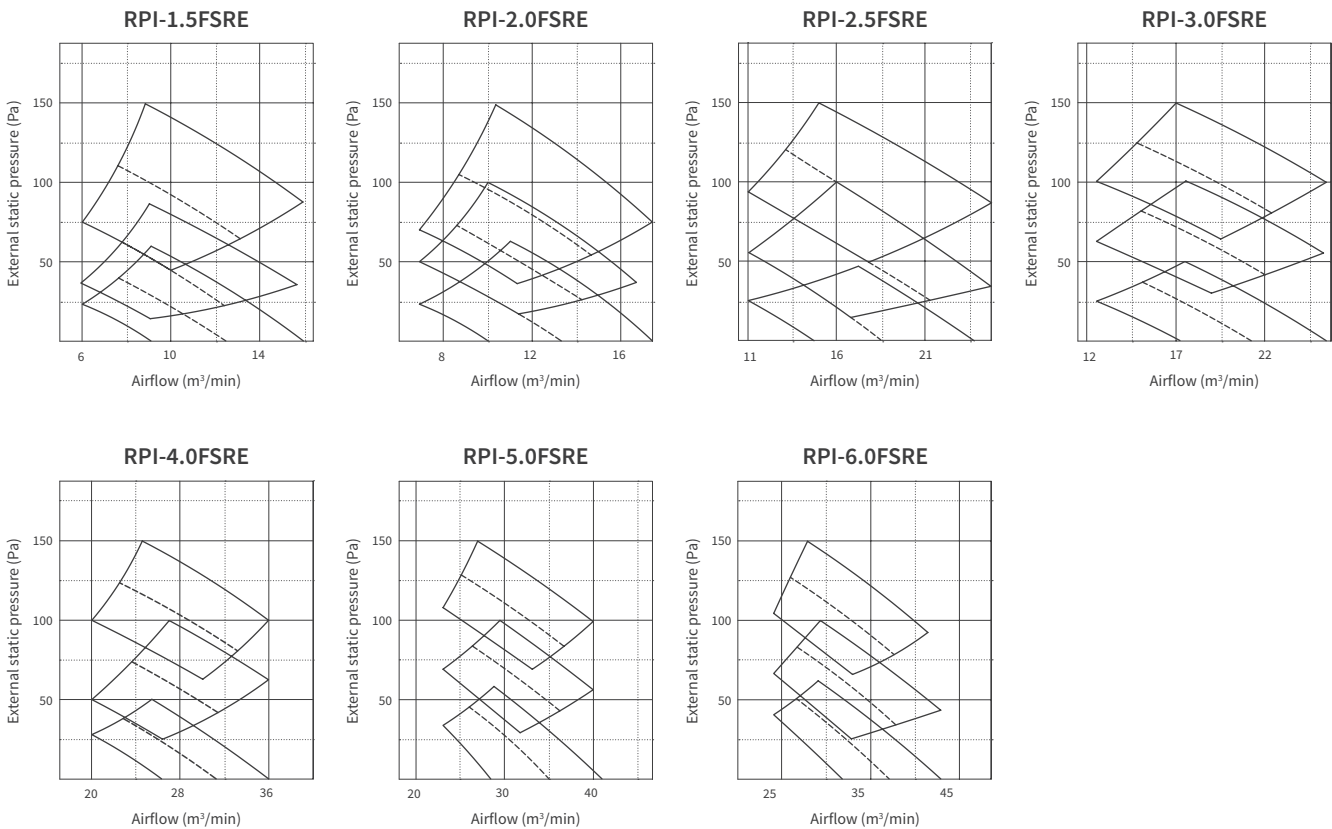 RPI-1.5FSRE
External static pressure (Pa)
150
100
50
6
10
14
Airflow (m³/min)
RPI-2.0FSRE
External static pressure (Pa)
150
100
50
8
12
16
Airflow (m³/min)
RPI-2.5FSRE
External static pressure (Pa)
150
100
50
11
16
21
Airflow (m³/min)
RPI-3.0FSRE
External static pressure (Pa)
150
100
50
12
17
22
Airflow (m³/min)
RPI-4.0FSRE
External static pressure (Pa)
150
100
50
20
28
36
Airflow (m³/min)
RPI-5.0FSRE
External static pressure (Pa)
150
100
50
20
30
40
Airflow (m³/min)
RPI-6.0FSRE
External static pressure (Pa)
150
100
50
25
35
45
Airflow (m³/min)